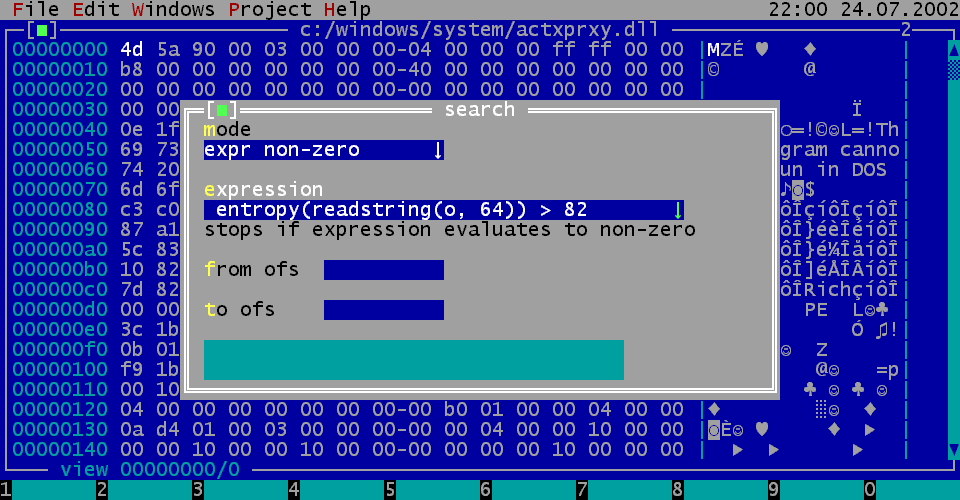 File Edit Windows Project Help 22:00 24.07.2002
[■] c:/windows/system/actxprxy.dll 2
00000000 4d 5a 90 00 03 00 00 00-04 00 00 00 ff ff 00 00 MZÉ ♥ ♦
00000010 b8 00 00 00 00 00 00 00-40 00 00 00 00 00 00 00 © @
00000020 00 00 00 00 00 00 00 00-00 00 00 00 00 00 00 00
00000030 00 00 Ï
[■] search
00000040 0e 1f mode o=!©☺L=!Th
00000050 69 73 expr non-zero ↓ gram canno
00000060 74 20 un in DOS
00000070 6d 6f expression ♪◙$
00000080 c3 c0 entropy(readstring(o, 64)) > 82 ↓ ôÎçíôÎçíôÎ
00000090 87 a1 stops if expression evaluates to non-zero ôÎ}éèÎéíôÎ
000000a0 5c 83 ôÎ}é¼ÎåíôÎ
000000b0 10 82 from ofs ôÎ]éÅÎÂíôÎ
000000c0 7d 82 ôÎRichçíôÎ
000000d0 00 00 to ofs PE L☺♣
000000e0 3c 1b Ó ♫!
000000f0 0b 01 ☺ Z
00000100 f9 1b @☺ =p
00000110 00 10 ♣ ☺ ♣ ☺
00000120 04 00 00 00 00 00 00 00-00 b0 01 00 00 04 00 00 ♦ ░☺ ♦
00000130 0a d4 01 00 03 00 00 00-00 00 04 00 00 10 00 00 ◙È☺ ♥ ♦ ►
00000140 00 00 10 00 00 10 00 00-00 00 00 00 10 00 00 00 ► ► ►
view 00000000/0
1 2 3 4 5 6 7 8 9 0